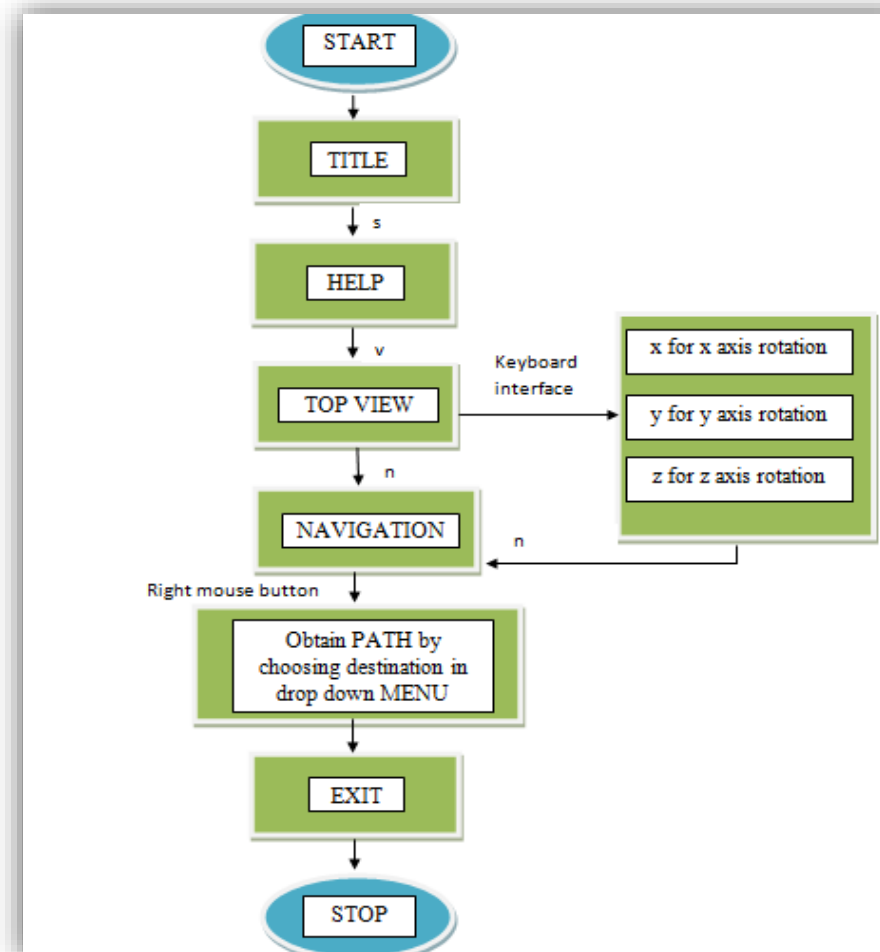 START
TITLE
s
HELP
v
TOP VIEW
Keyboard
interface
x for x axis rotation
y for y axis rotation
z for z axis rotation
n
n
NAVIGATION
Right mouse button
Obtain PATH by
choosing destination in
drop down MENU
EXIT
STOP